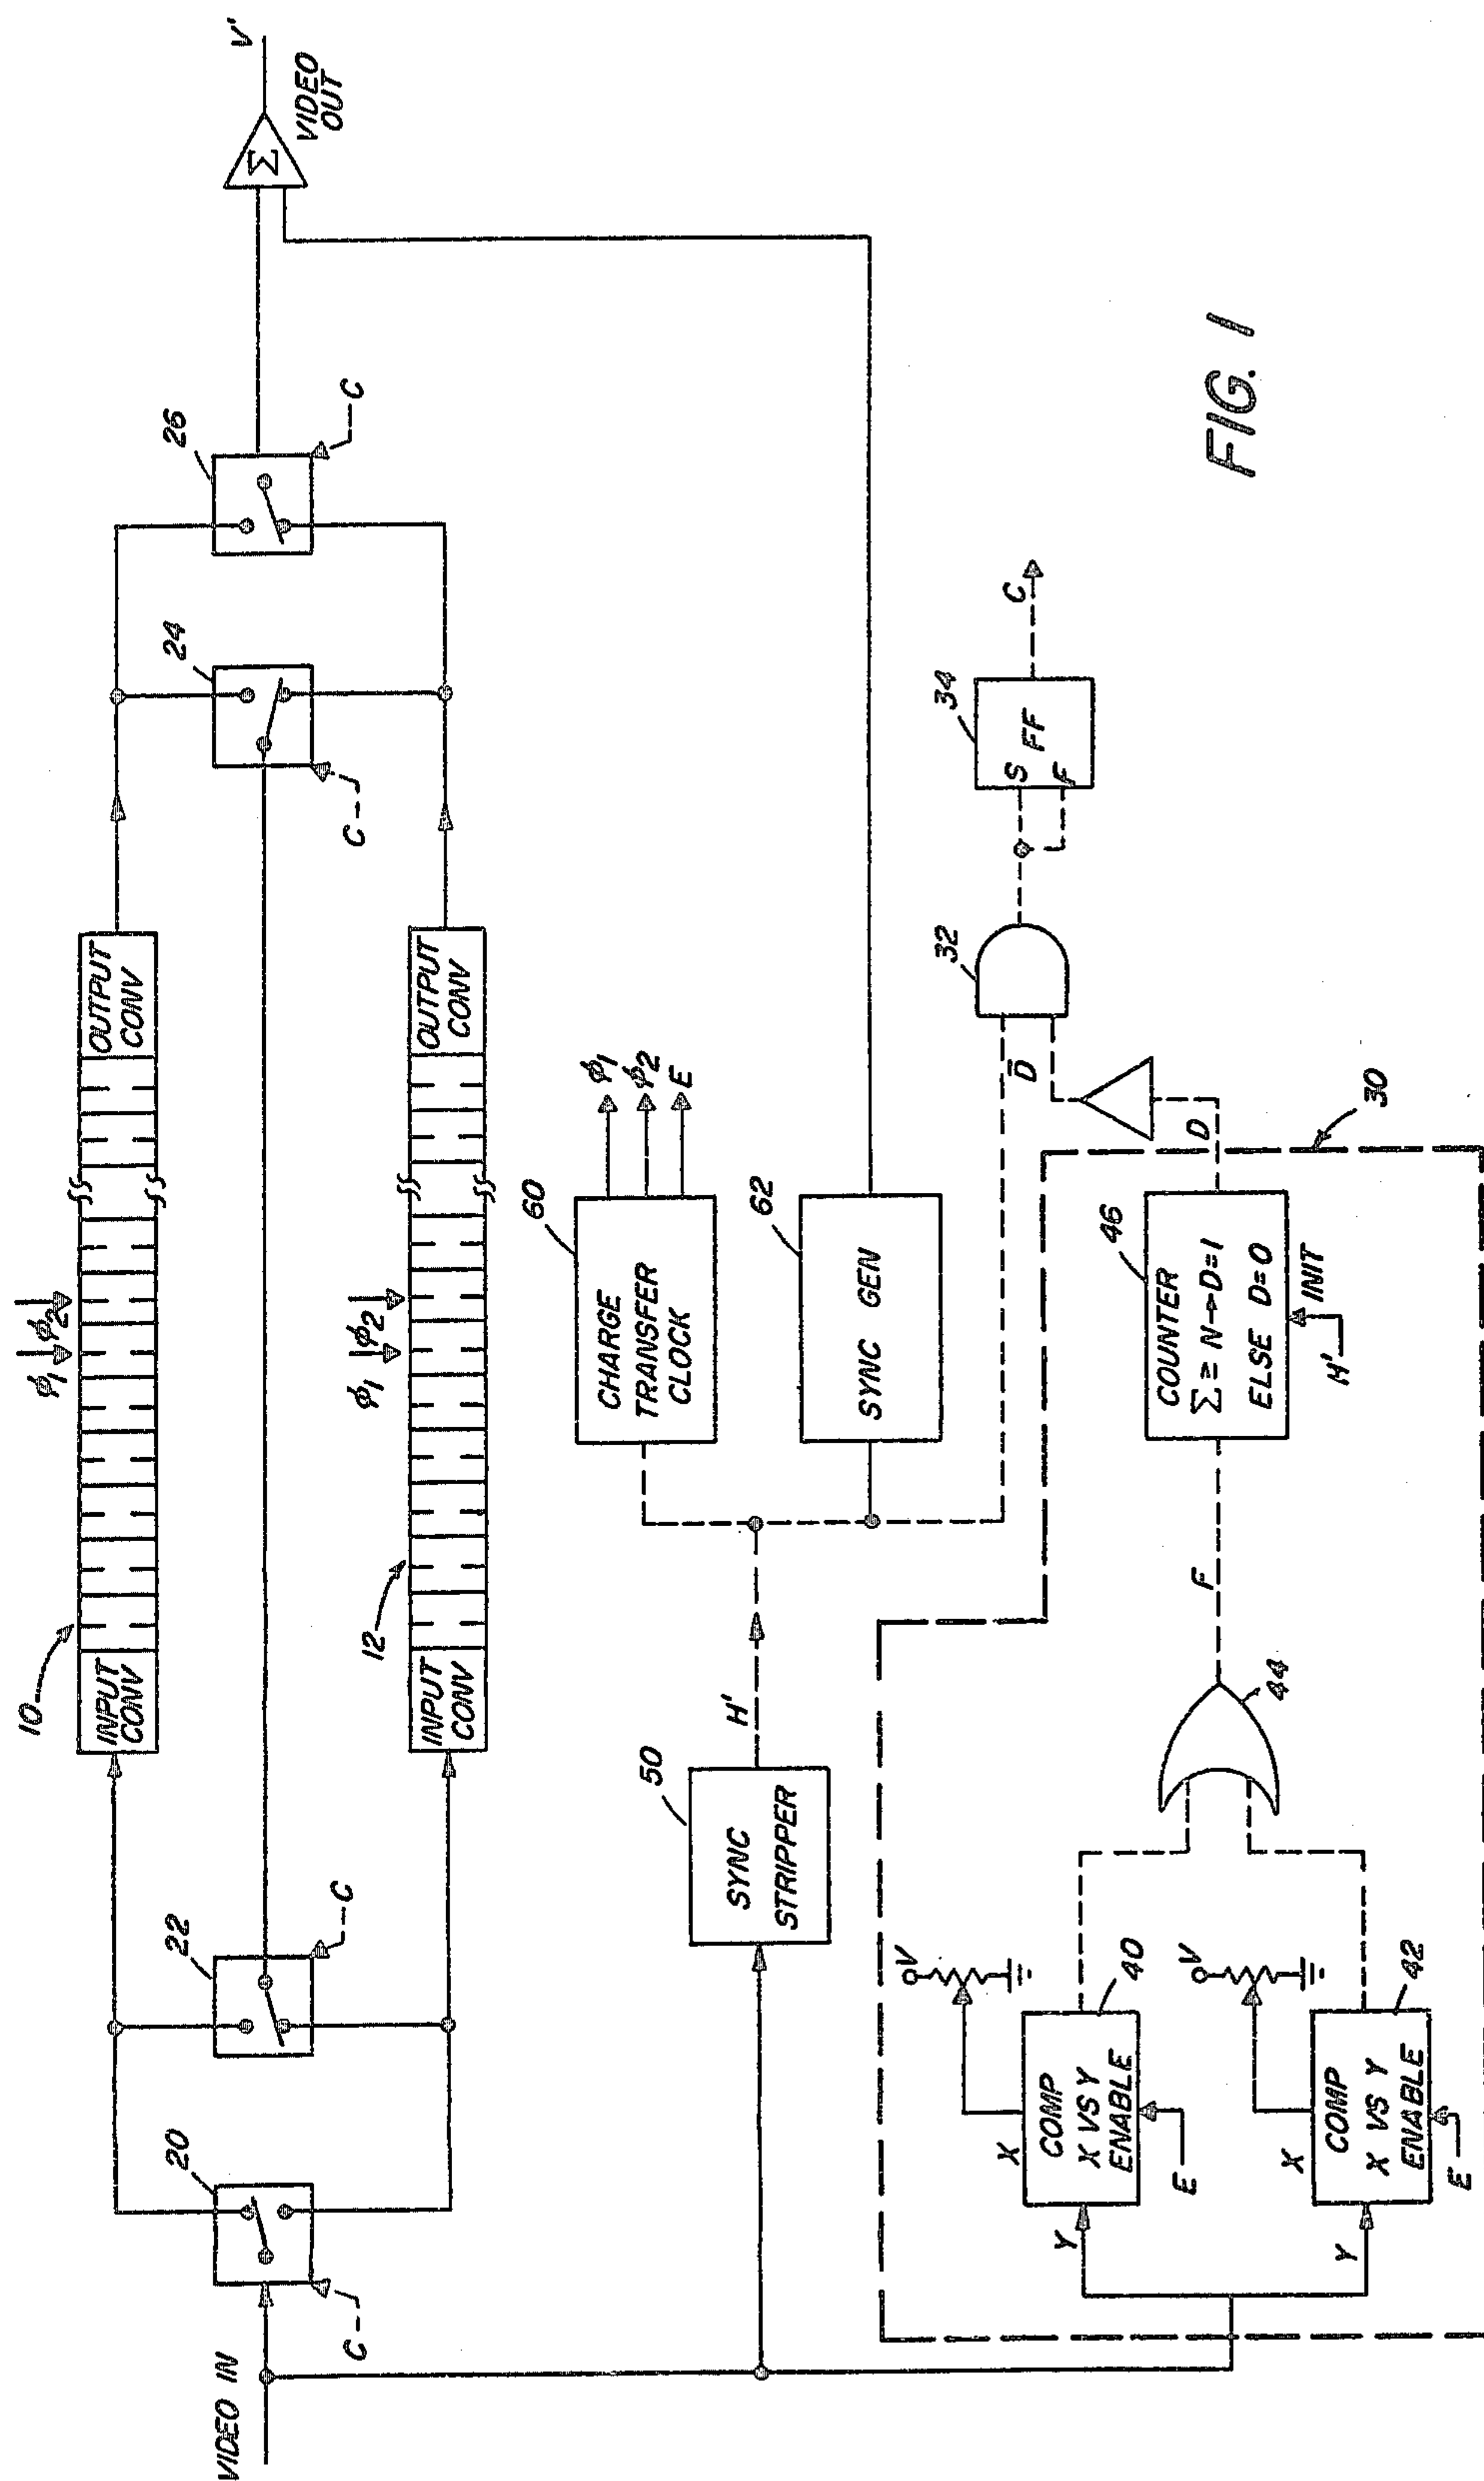 VIDEO IN
C
20
22
C
10
INPUT
CONV
φ1
φ2
OUTPUT
CONV
24
C
26
C
Σ
V'
VIDEO
OUT
12
INPUT
CONV
φ1
φ2
OUTPUT
CONV
50
SYNC
STRIPPER
H'
60
CHARGE
TRANSFER
CLOCK
φ1
φ2
E
62
SYNC GEN
D̄
32
34
S
FF
F
C
V
X
Y
COMP
X VS Y
ENABLE
40
E
V
X
Y
COMP
X VS Y
ENABLE
42
E
44
F
46
COUNTER
Σ ≥ N→D=1
ELSE D=0
INIT
H'
D
30
FIG. 1